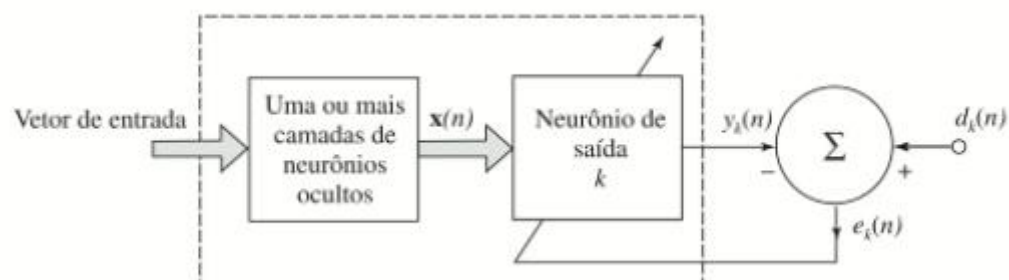 Vetor de entrada
Uma ou mais
camadas de
neurônios
ocultos
x(n)
Neurônio de
saída
k
yₖ(n)
−
Σ
+
dₖ(n)
eₖ(n)